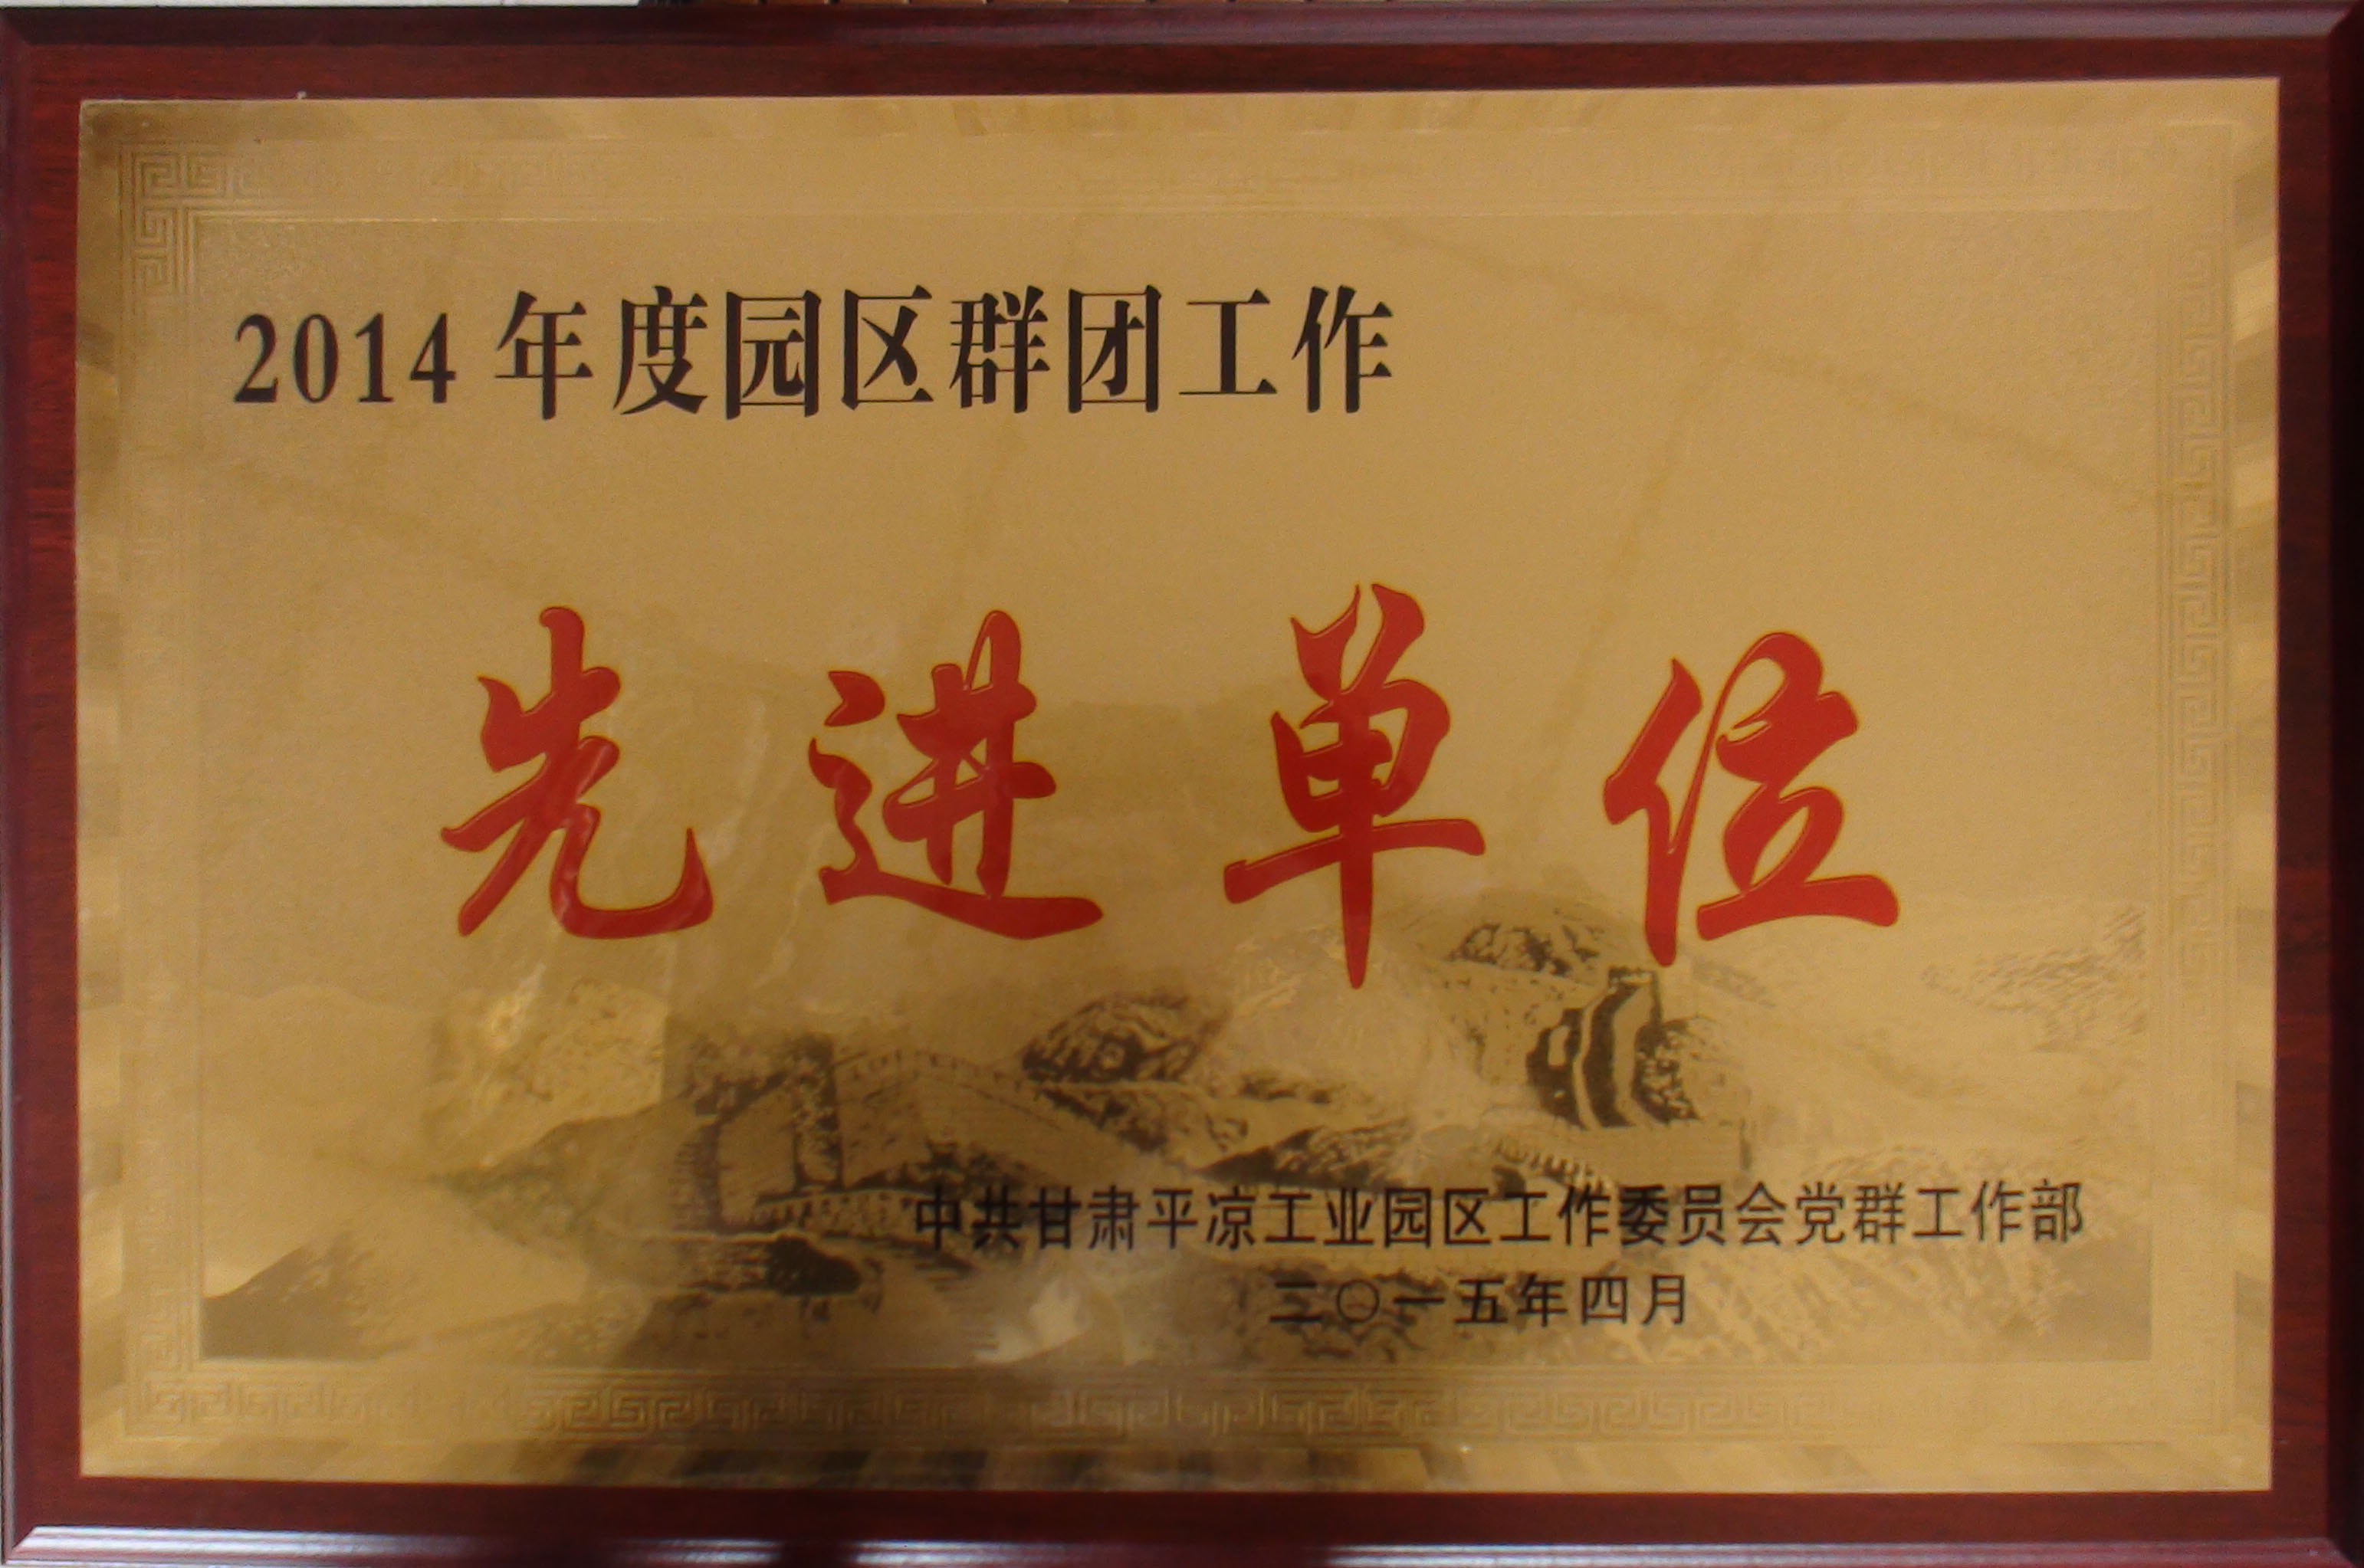 2014年度园区群团工作
先进单位
中共甘肃平凉工业园区工作委员会党群工作部
二〇一五年四月